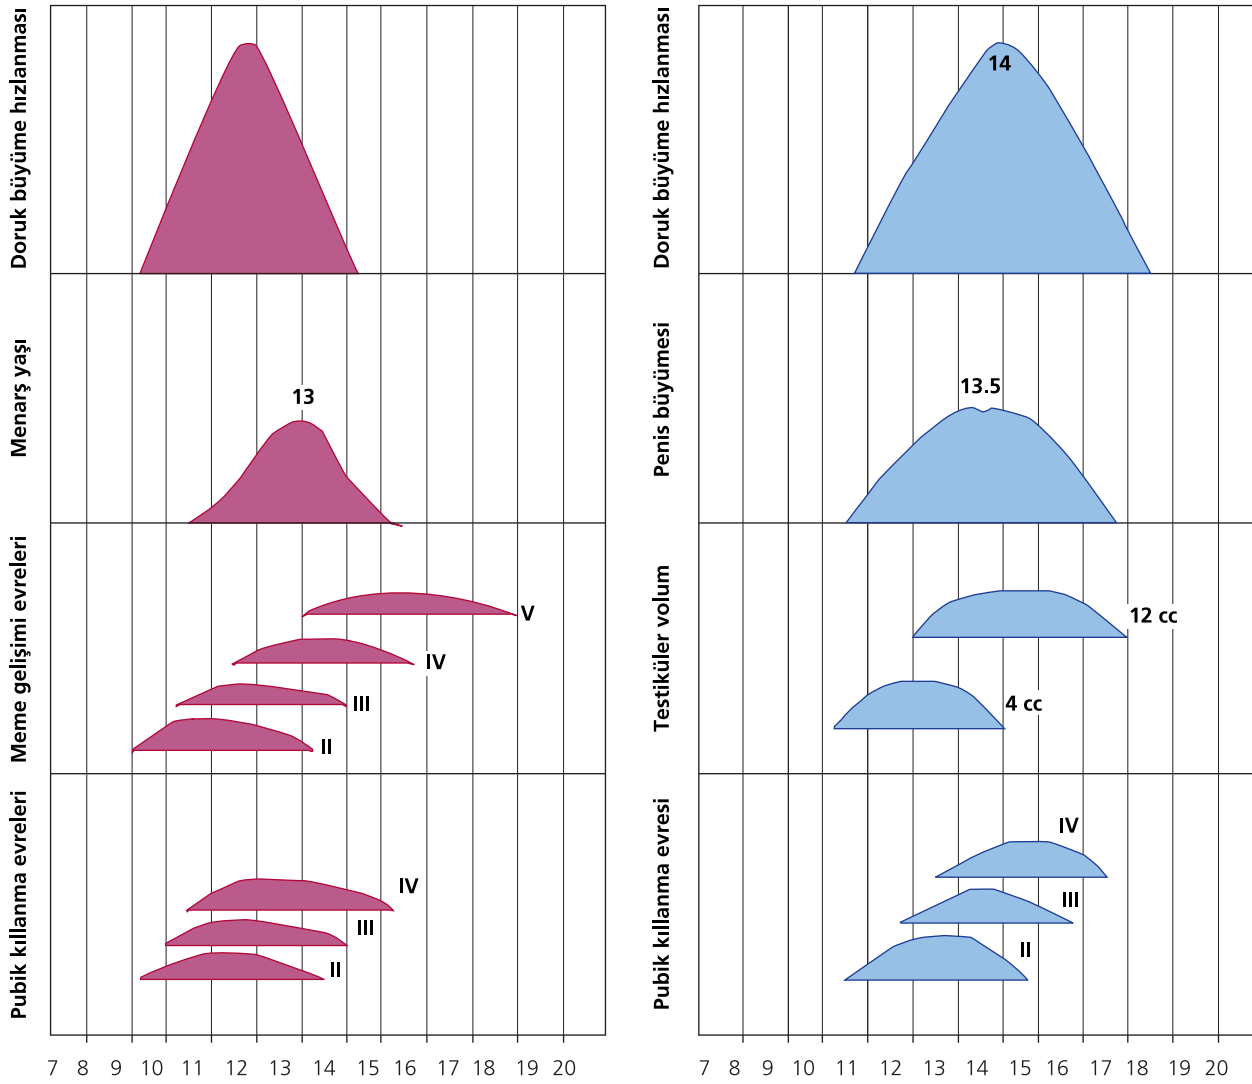 Doruk büyüme hızlanması
Menarş yaşı
13
Meme gelişimi evreleri
V
IV
III
II
Pubik kıllanma evreleri
IV
III
II
7 8 9 10 11 12 13 14 15 16 17 18 19 20
Doruk büyüme hızlanması
14
Penis büyümesi
13.5
Testiküler volum
12 cc
4 cc
Pubik kıllanma evresi
IV
III
II
7 8 9 10 11 12 13 14 15 16 17 18 19 20